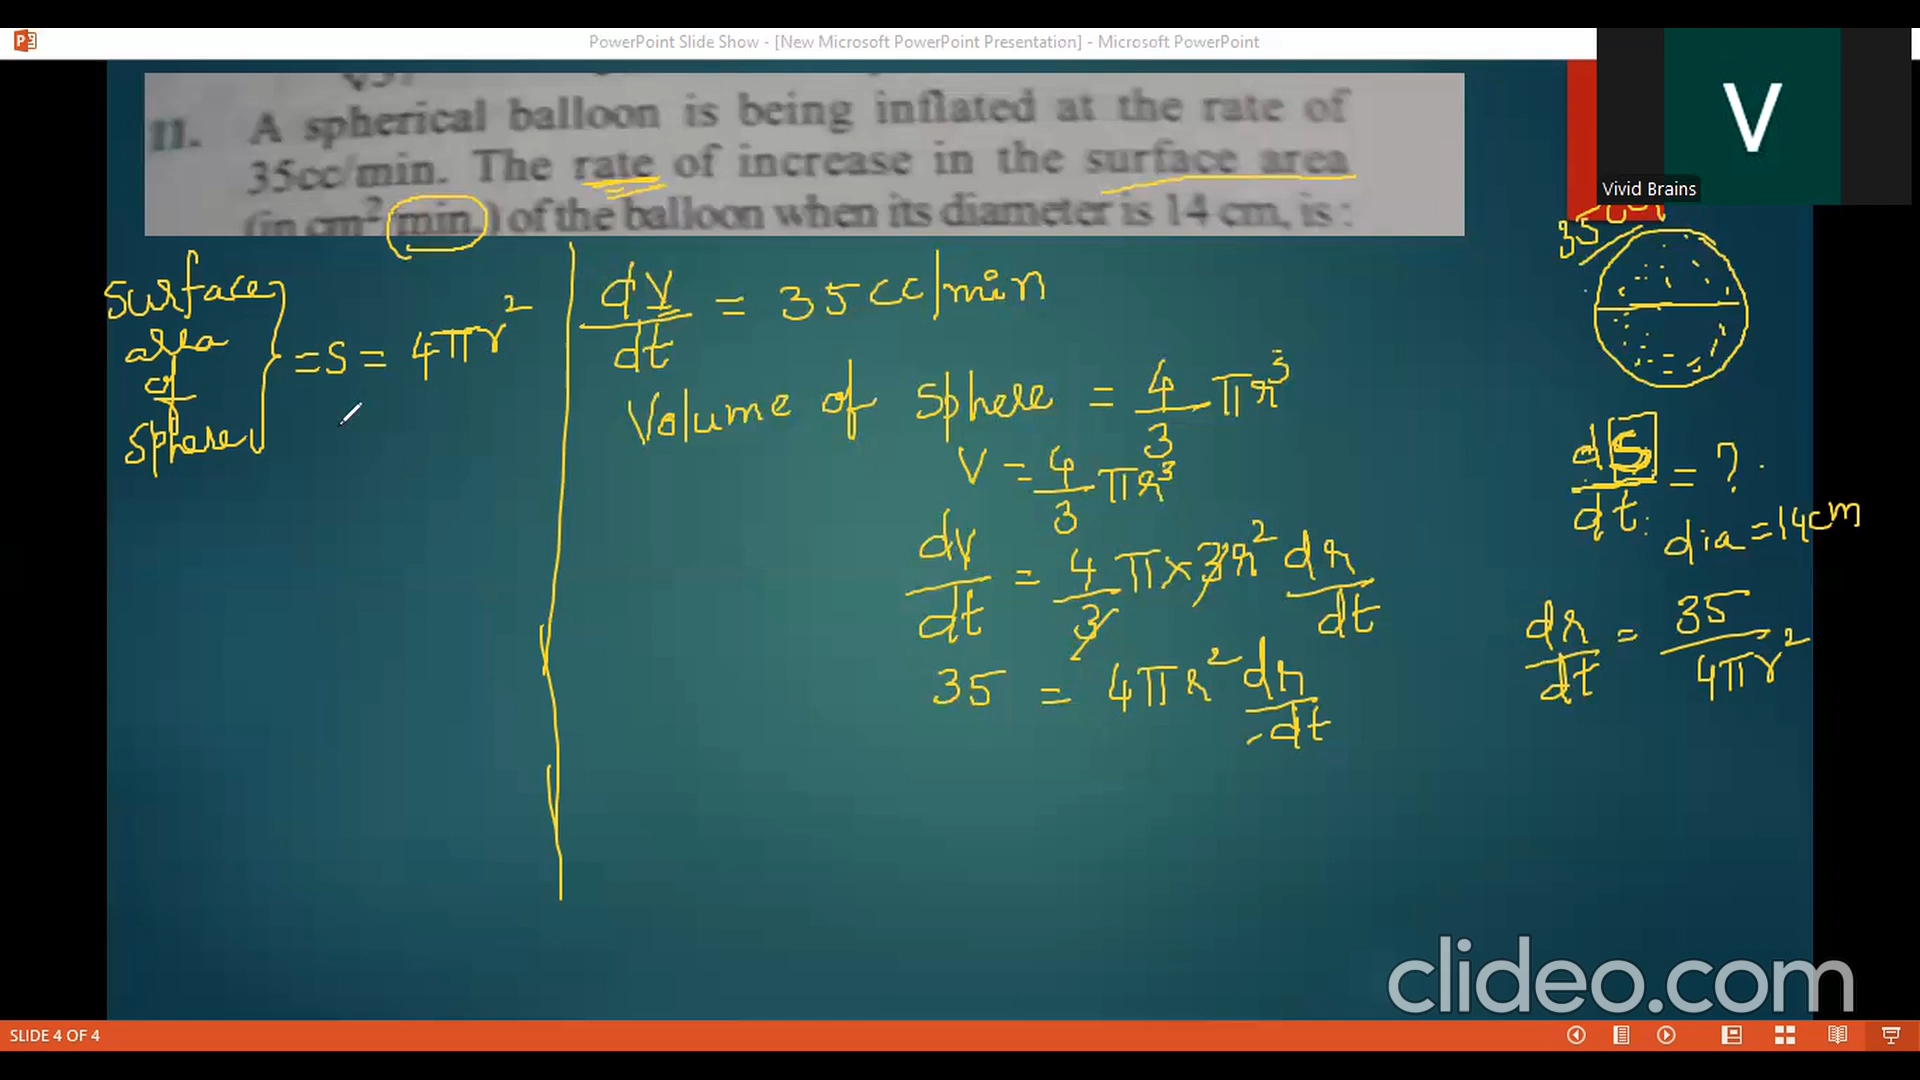 PowerPoint Slide Show - [New Microsoft PowerPoint Presentation] - Microsoft PowerPoint
V
Vivid Brains
11. A spherical balloon is being inflated at the rate of
35cc/min. The rate of increase in the surface area
(in cm² min.) of the balloon when its diameter is 14 cm, is :
Surface
area
of
sphere
= S = 4πr²
dv/dt = 35cc/min
Volume of sphere = 4/3 πr³
V = 4/3 πr³
dv/dt = 4/3 π×3r² dr/dt
35 = 4πr² dr/dt
dS/dt = ?
dia = 14cm
dr/dt = 35/4πr²
clideo.com
SLIDE 4 OF 4